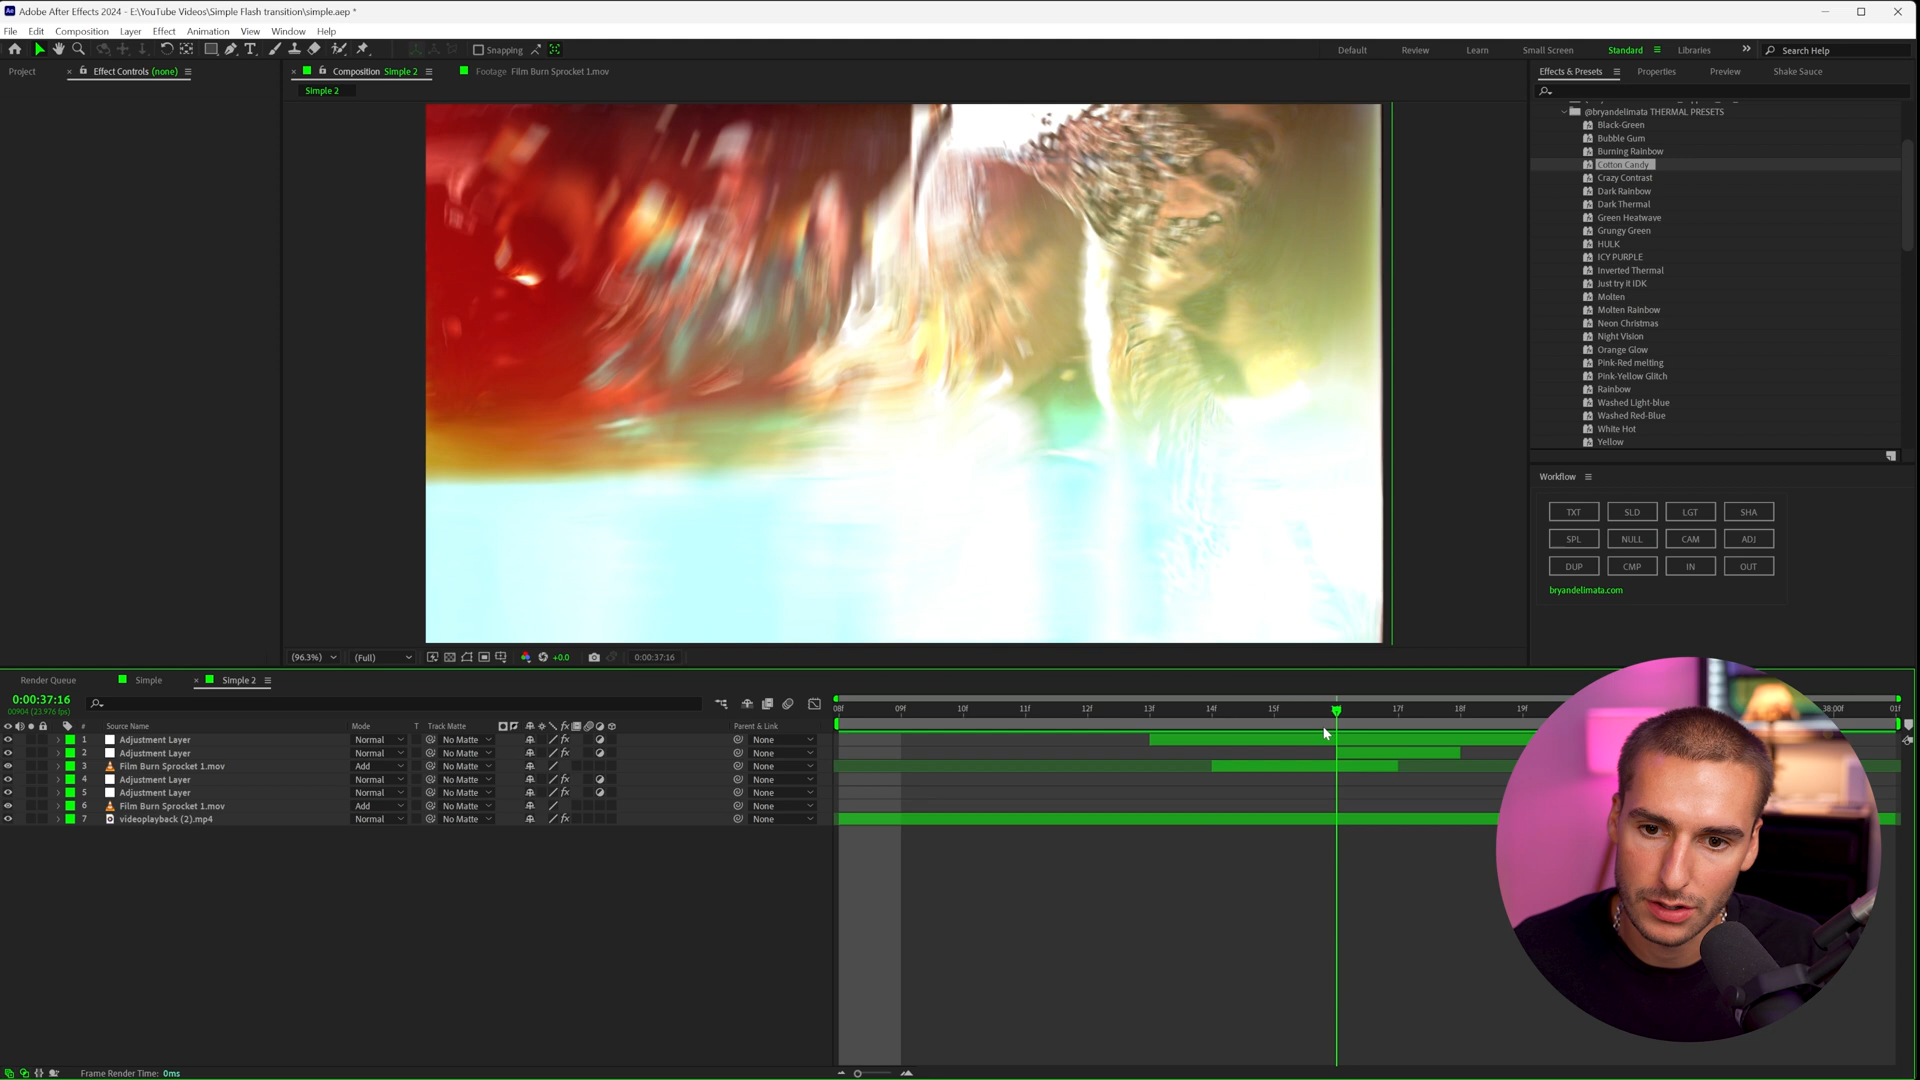 Adobe After Effects 2024 - E:\YouTube Videos\Simple Flash transition\simple.aep *
File Edit Composition Layer Effect Animation View Window Help
Snapping Default Review Learn Small Screen Standard Libraries Search Help
Project Effect Controls (none) Composition Simple 2 Footage Film Burn Sprocket 1.mov Effects & Presets Properties Preview Shake Sauce
Simple 2
@bryandelimata THERMAL PRESETS
Black-Green
Bubble Gum
Burning Rainbow
Cotton Candy
Crazy Contrast
Dark Rainbow
Dark Thermal
Green Heatwave
Grungy Green
HULK
ICY PURPLE
Inverted Thermal
Just try it IDK
Molten
Molten Rainbow
Neon Christmas
Night Vision
Orange Glow
Pink-Red melting
Pink-Yellow Glitch
Rainbow
Washed Light-blue
Washed Red-Blue
White Hot
Yellow
Workflow
TXT SLD LGT SHA
SPL NULL CAM ADJ
DUP CMP IN OUT
bryandelimata.com
(96.3%) (Full) +0.0 0:00:37:16
Render Queue Simple Simple 2
0:00:37:16
00904 (23.976 fps)
08f 09f 10f 11f 12f 13f 14f 15f 17f 18f 19f 38:00f 01f
# Source Name Mode T Track Matte Parent & Link
1 Adjustment Layer Normal No Matte None
2 Adjustment Layer Normal No Matte None
3 Film Burn Sprocket 1.mov Add No Matte None
4 Adjustment Layer Normal No Matte None
5 Adjustment Layer Normal No Matte None
6 Film Burn Sprocket 1.mov Add No Matte None
7 videoplayback (2).mp4 Normal No Matte None
Frame Render Time: 0ms